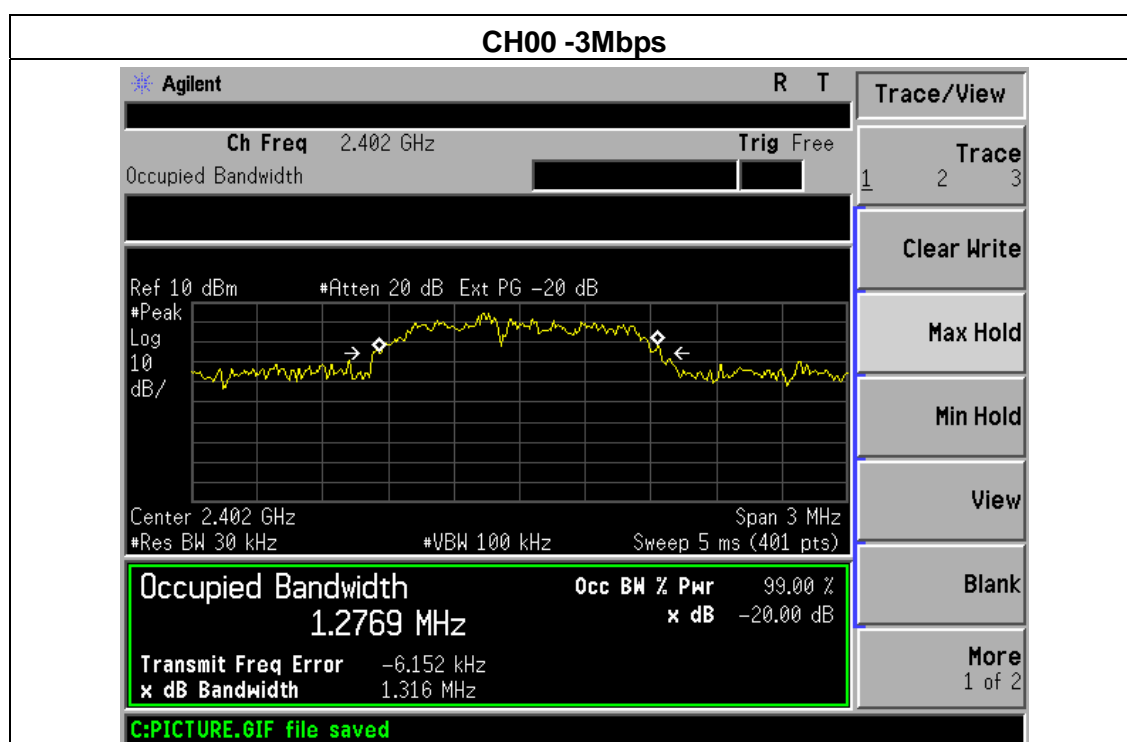 CH00 -3Mbps
Agilent R T
Trace/View
Ch Freq 2.402 GHz Trig Free
Occupied Bandwidth
Trace
1 2 3
Clear Write
Ref 10 dBm #Atten 20 dB Ext PG -20 dB
#Peak
Log
10
dB/
Max Hold
Min Hold
View
Center 2.402 GHz Span 3 MHz
#Res BW 30 kHz #VBW 100 kHz Sweep 5 ms (401 pts)
Occupied Bandwidth Occ BW % Pwr 99.00 %
1.2769 MHz x dB -20.00 dB
Blank
Transmit Freq Error -6.152 kHz
x dB Bandwidth 1.316 MHz
More
1 of 2
C:PICTURE.GIF file saved